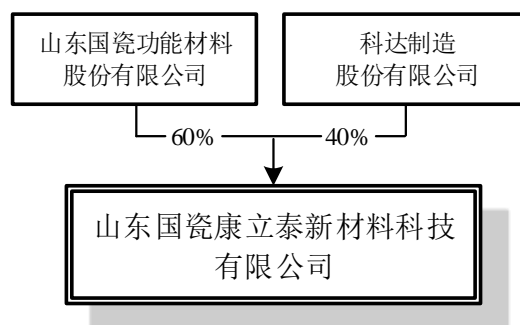 山东国瓷功能材料
股份有限公司
科达制造
股份有限公司
60%
40%
山东国瓷康立泰新材料科技
有限公司